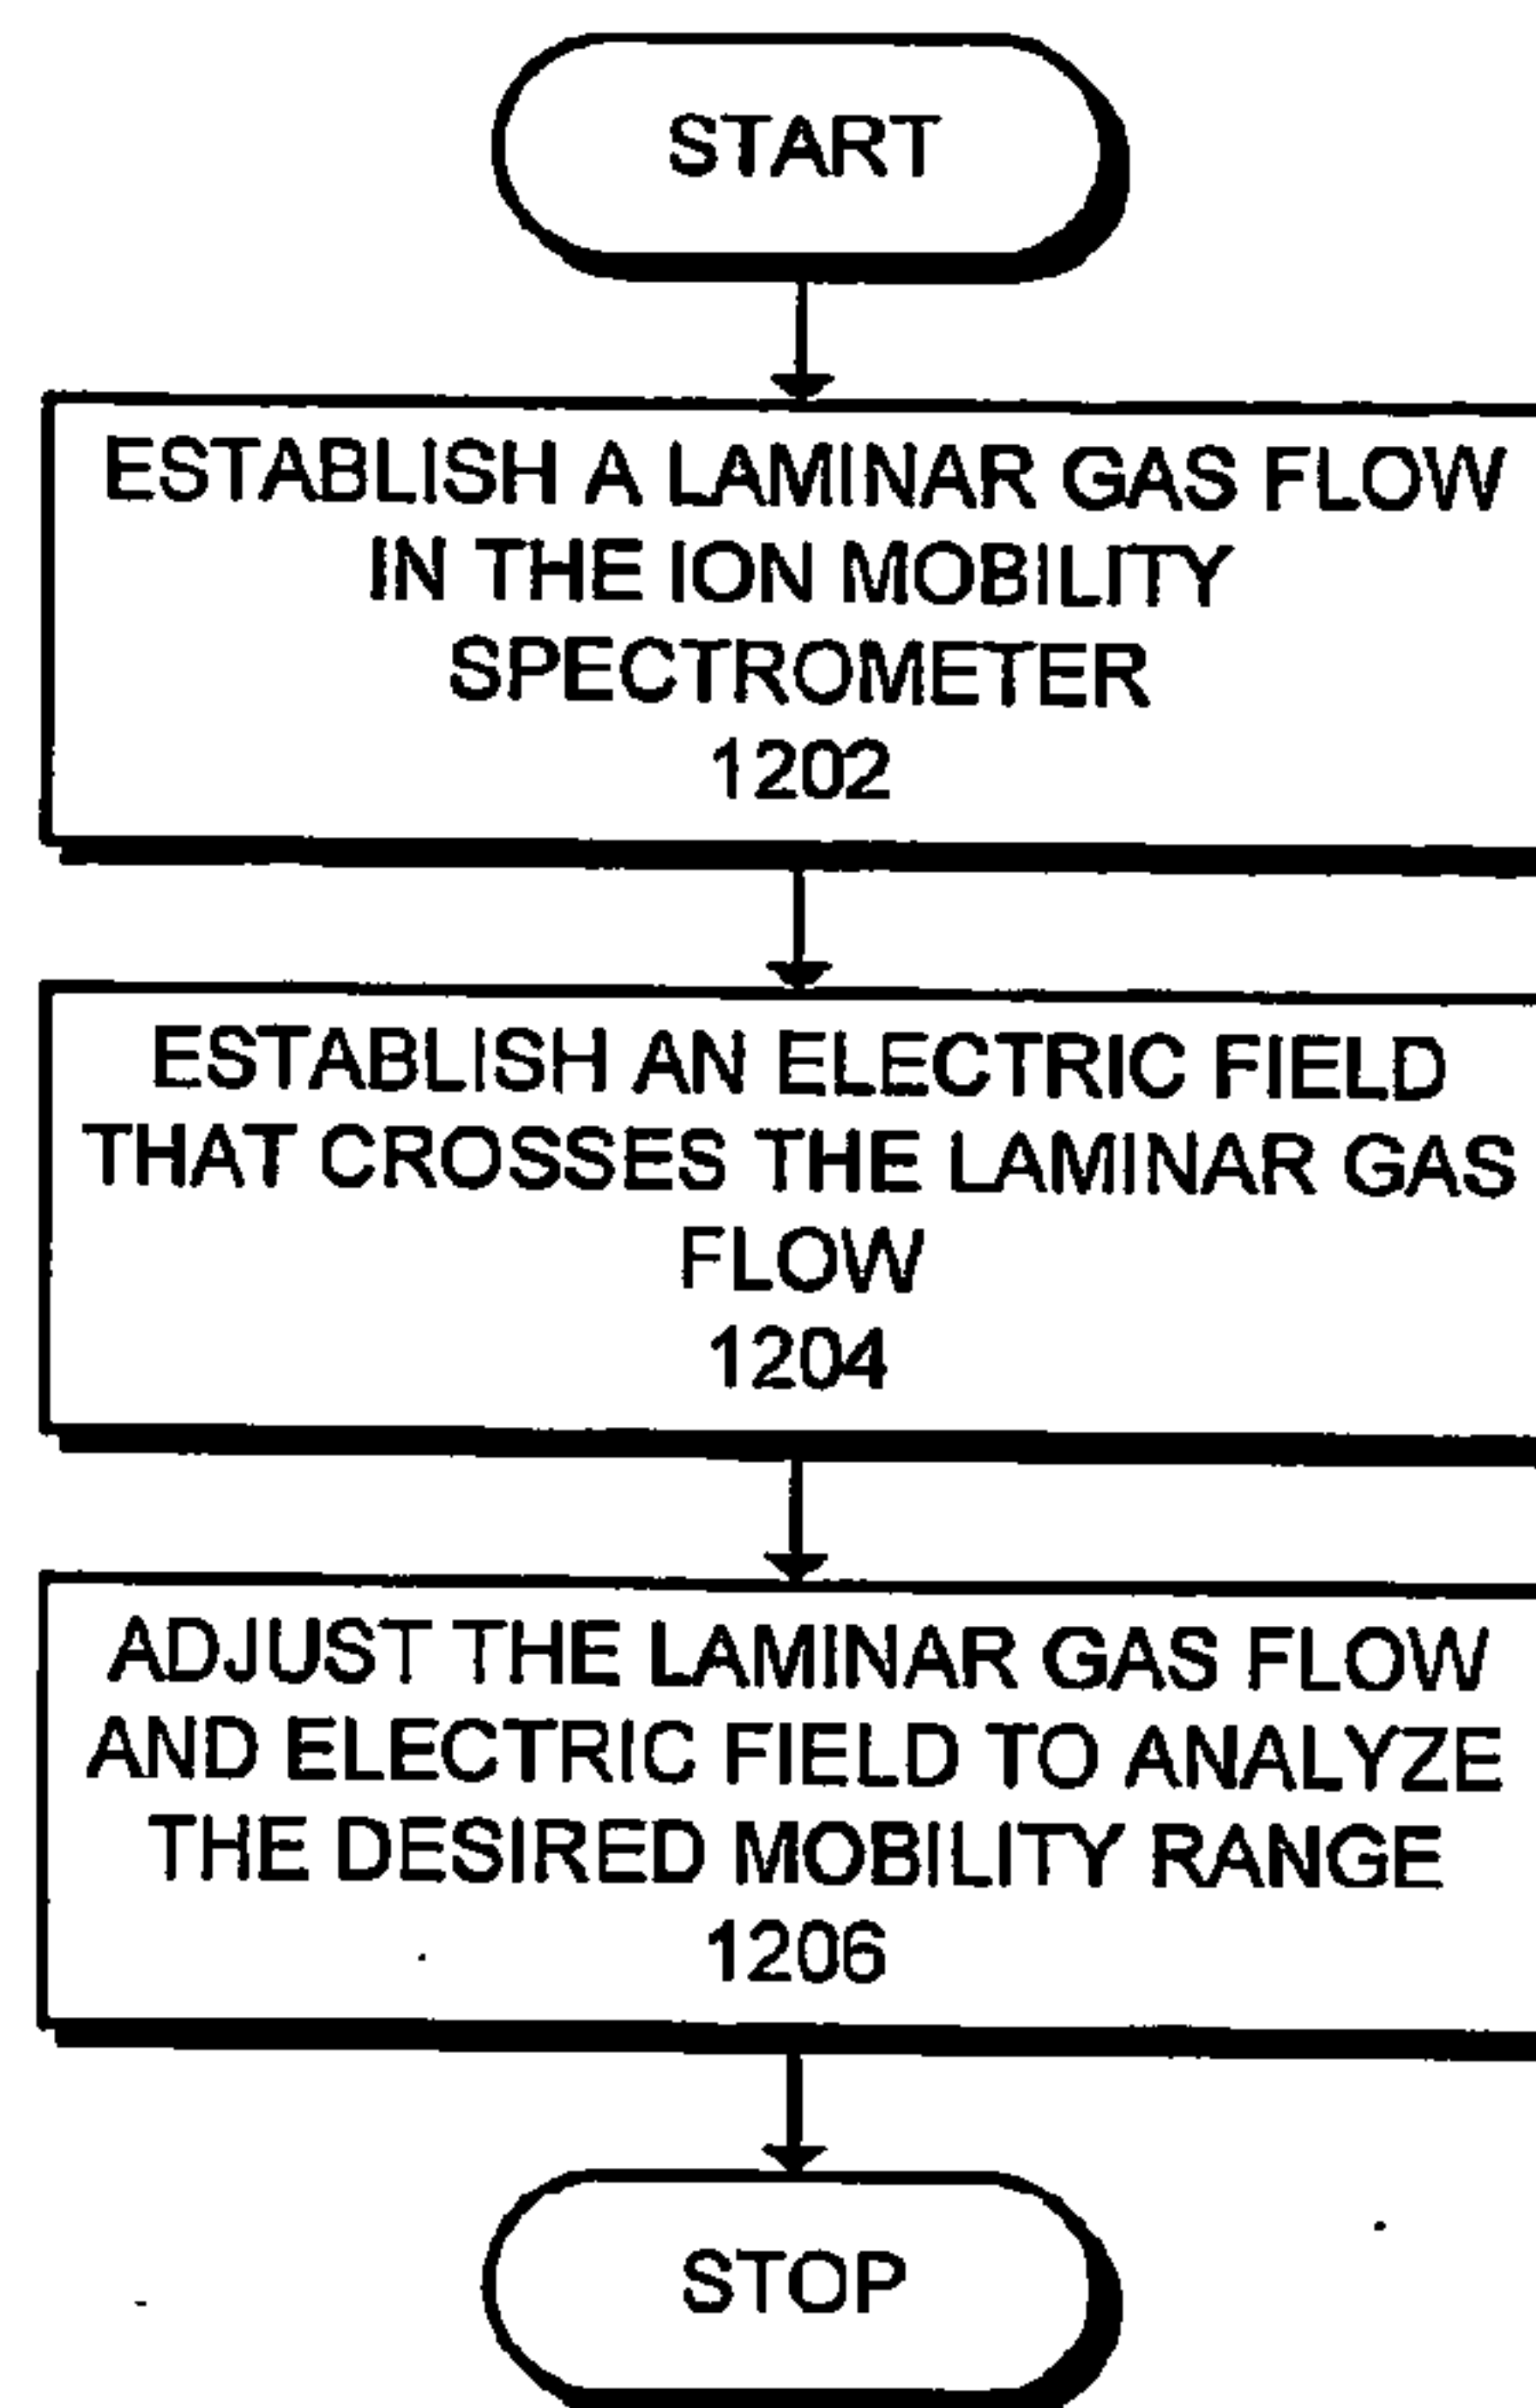 START
ESTABLISH A LAMINAR GAS FLOW
IN THE ION MOBILITY
SPECTROMETER
1202
ESTABLISH AN ELECTRIC FIELD
THAT CROSSES THE LAMINAR GAS
FLOW
1204
ADJUST THE LAMINAR GAS FLOW
AND ELECTRIC FIELD TO ANALYZE
THE DESIRED MOBILITY RANGE
1206
STOP